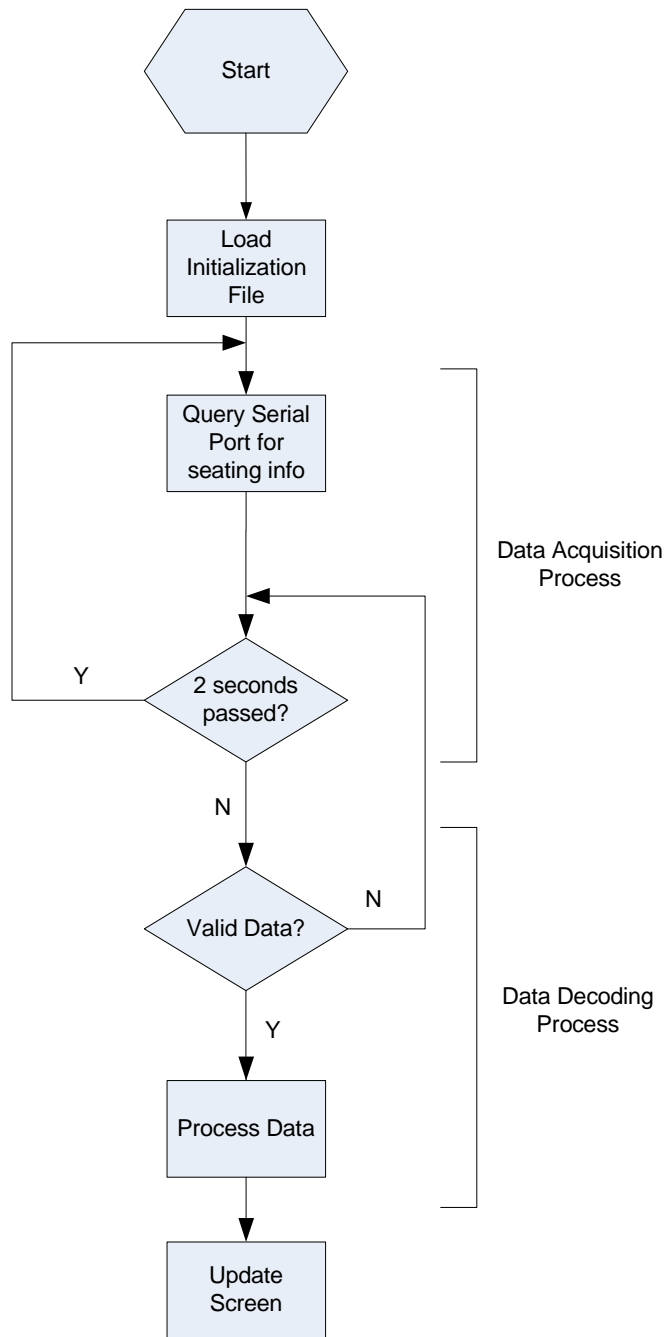 Start
Load
Initialization
File
Query Serial
Port for
seating info
Data Acquisition
Process
Y
2 seconds
passed?
N
Valid Data?
N
Data Decoding
Process
Y
Process Data
Update
Screen